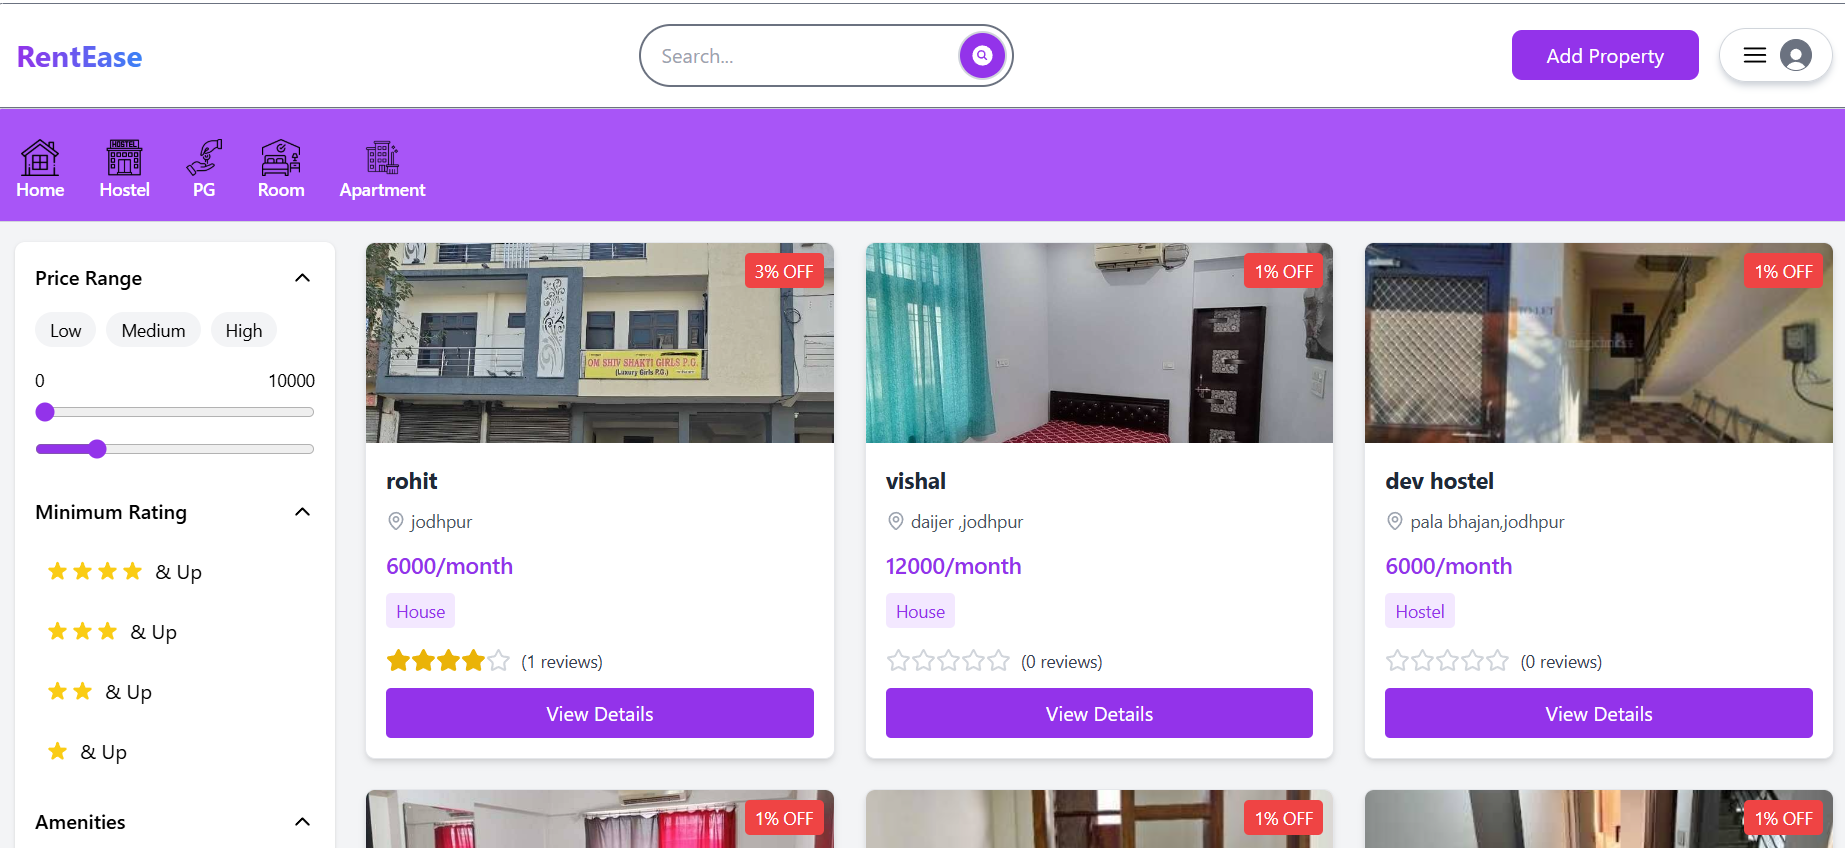 RentEase
Search...
Add Property
Home
Hostel
PG
Room
Apartment
Price Range
Low
Medium
High
0
10000
Minimum Rating
& Up
& Up
& Up
& Up
Amenities
3% OFF
OM SHIV SHAKTI GIRLS P.G.
(Luxury Girls P.G.)
rohit
jodhpur
6000/month
House
(1 reviews)
View Details
1% OFF
vishal
daijer ,jodhpur
12000/month
House
(0 reviews)
View Details
1% OFF
TO LET
dev hostel
pala bhajan,jodhpur
6000/month
Hostel
(0 reviews)
View Details
1% OFF
1% OFF
1% OFF